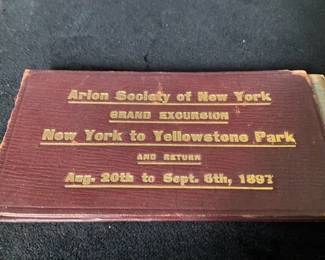 Arion Society of New York
GRAND EXCURSION
New York to Yellowstone Park
AND RETURN
Aug. 20th to Sept. 6th, 1897